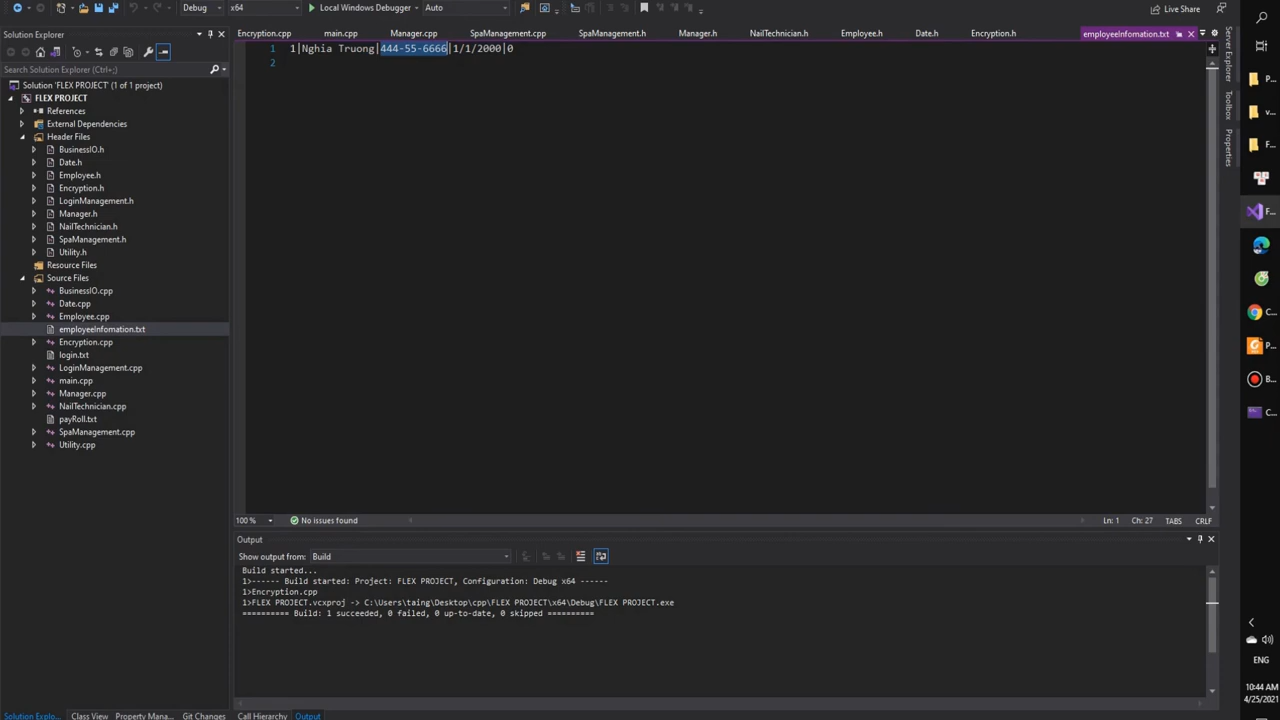 Debug
x64
Local Windows Debugger
Auto
Live Share
Solution Explorer
Search Solution Explorer (Ctrl+;)
Solution 'FLEX PROJECT' (1 of 1 project)
FLEX PROJECT
References
External Dependencies
Header Files
BusinessIO.h
Date.h
Employee.h
Encryption.h
LoginManagement.h
Manager.h
NailTechnician.h
SpaManagement.h
Utility.h
Resource Files
Source Files
BusinessIO.cpp
Date.cpp
Employee.cpp
employeeInfomation.txt
Encryption.cpp
login.txt
LoginManagement.cpp
main.cpp
Manager.cpp
NailTechnician.cpp
payRoll.txt
SpaManagement.cpp
Utility.cpp
Solution Explo...
Class View
Property Mana...
Git Changes
Encryption.cpp
main.cpp
Manager.cpp
SpaManagement.cpp
SpaManagement.h
Manager.h
NailTechnician.h
Employee.h
Date.h
Encryption.h
employeeInfomation.txt
1 1|Nghia Truong|444-55-6666|1/1/2000|0
2
100 %
No issues found
Ln: 1
Ch: 27
TABS
CRLF
Output
Show output from:
Build
Build started...
1>------ Build started: Project: FLEX PROJECT, Configuration: Debug x64 ------
1>Encryption.cpp
1>FLEX PROJECT.vcxproj -> C:\Users\taing\Desktop\cpp\FLEX PROJECT\x64\Debug\FLEX PROJECT.exe
========== Build: 1 succeeded, 0 failed, 0 up-to-date, 0 skipped ==========
Call Hierarchy
Output
Server Explorer
Toolbox
Properties
P...
v...
F...
F...
C...
P...
B...
C...
ENG
10:44 AM
4/25/2021